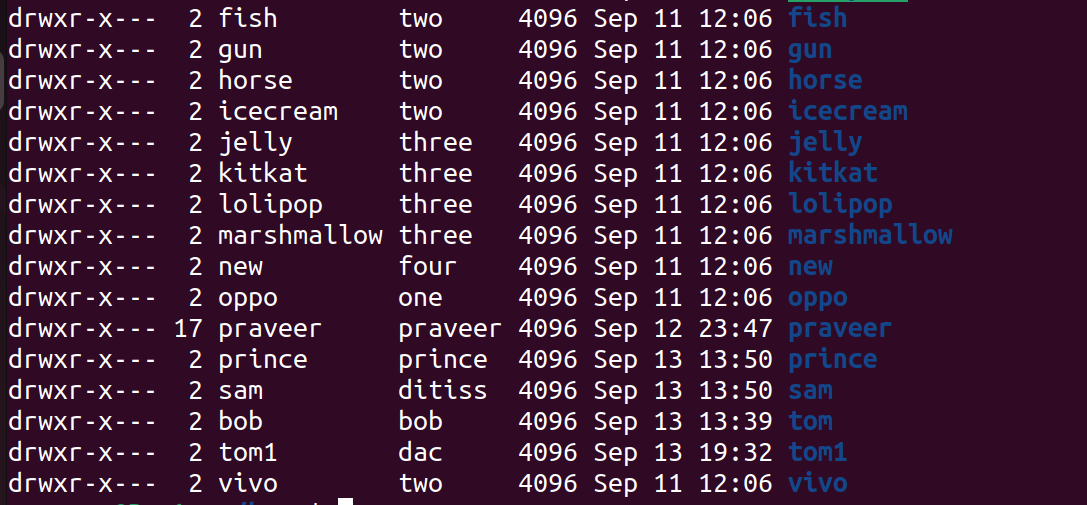 drwxr-x---  2 fish        two     4096 Sep 11 12:06 fish
drwxr-x---  2 gun         two     4096 Sep 11 12:06 gun
drwxr-x---  2 horse       two     4096 Sep 11 12:06 horse
drwxr-x---  2 icecream    two     4096 Sep 11 12:06 icecream
drwxr-x---  2 jelly       three   4096 Sep 11 12:06 jelly
drwxr-x---  2 kitkat      three   4096 Sep 11 12:06 kitkat
drwxr-x---  2 lolipop     three   4096 Sep 11 12:06 lolipop
drwxr-x---  2 marshmallow three   4096 Sep 11 12:06 marshmallow
drwxr-x---  2 new         four    4096 Sep 11 12:06 new
drwxr-x---  2 oppo        one     4096 Sep 11 12:06 oppo
drwxr-x--- 17 praveer     praveer 4096 Sep 12 23:47 praveer
drwxr-x---  2 prince      prince  4096 Sep 13 13:50 prince
drwxr-x---  2 sam         ditiss  4096 Sep 13 13:50 sam
drwxr-x---  2 bob         bob     4096 Sep 13 13:39 tom
drwxr-x---  2 tom1        dac     4096 Sep 13 19:32 tom1
drwxr-x---  2 vivo        two     4096 Sep 11 12:06 vivo